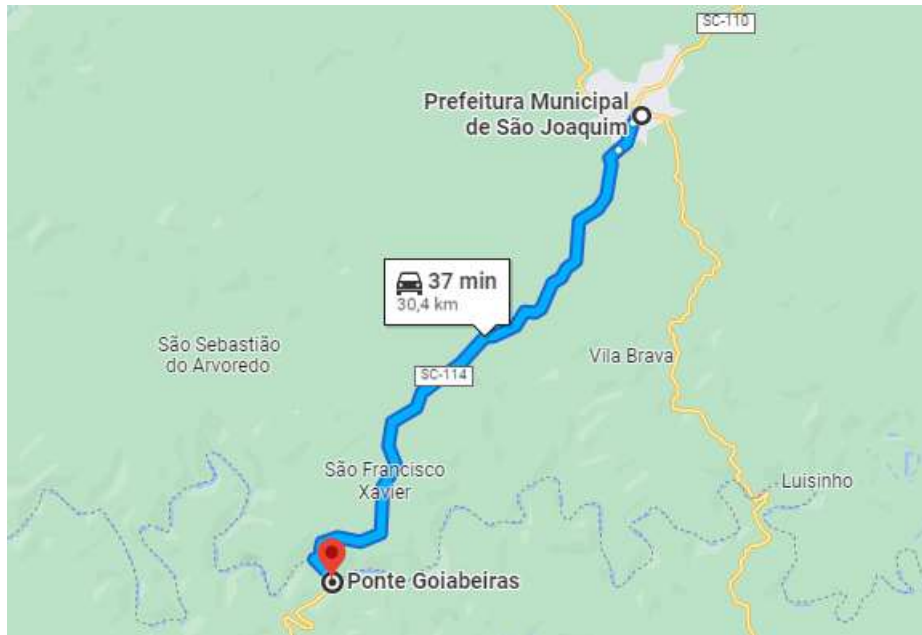 SC-110
Prefeitura Municipal
de São Joaquim
37 min
30,4 km
São Sebastião
do Arvoredo
Vila Brava
SC-114
São Francisco
Xavier
Luisinho
Ponte Goiabeiras